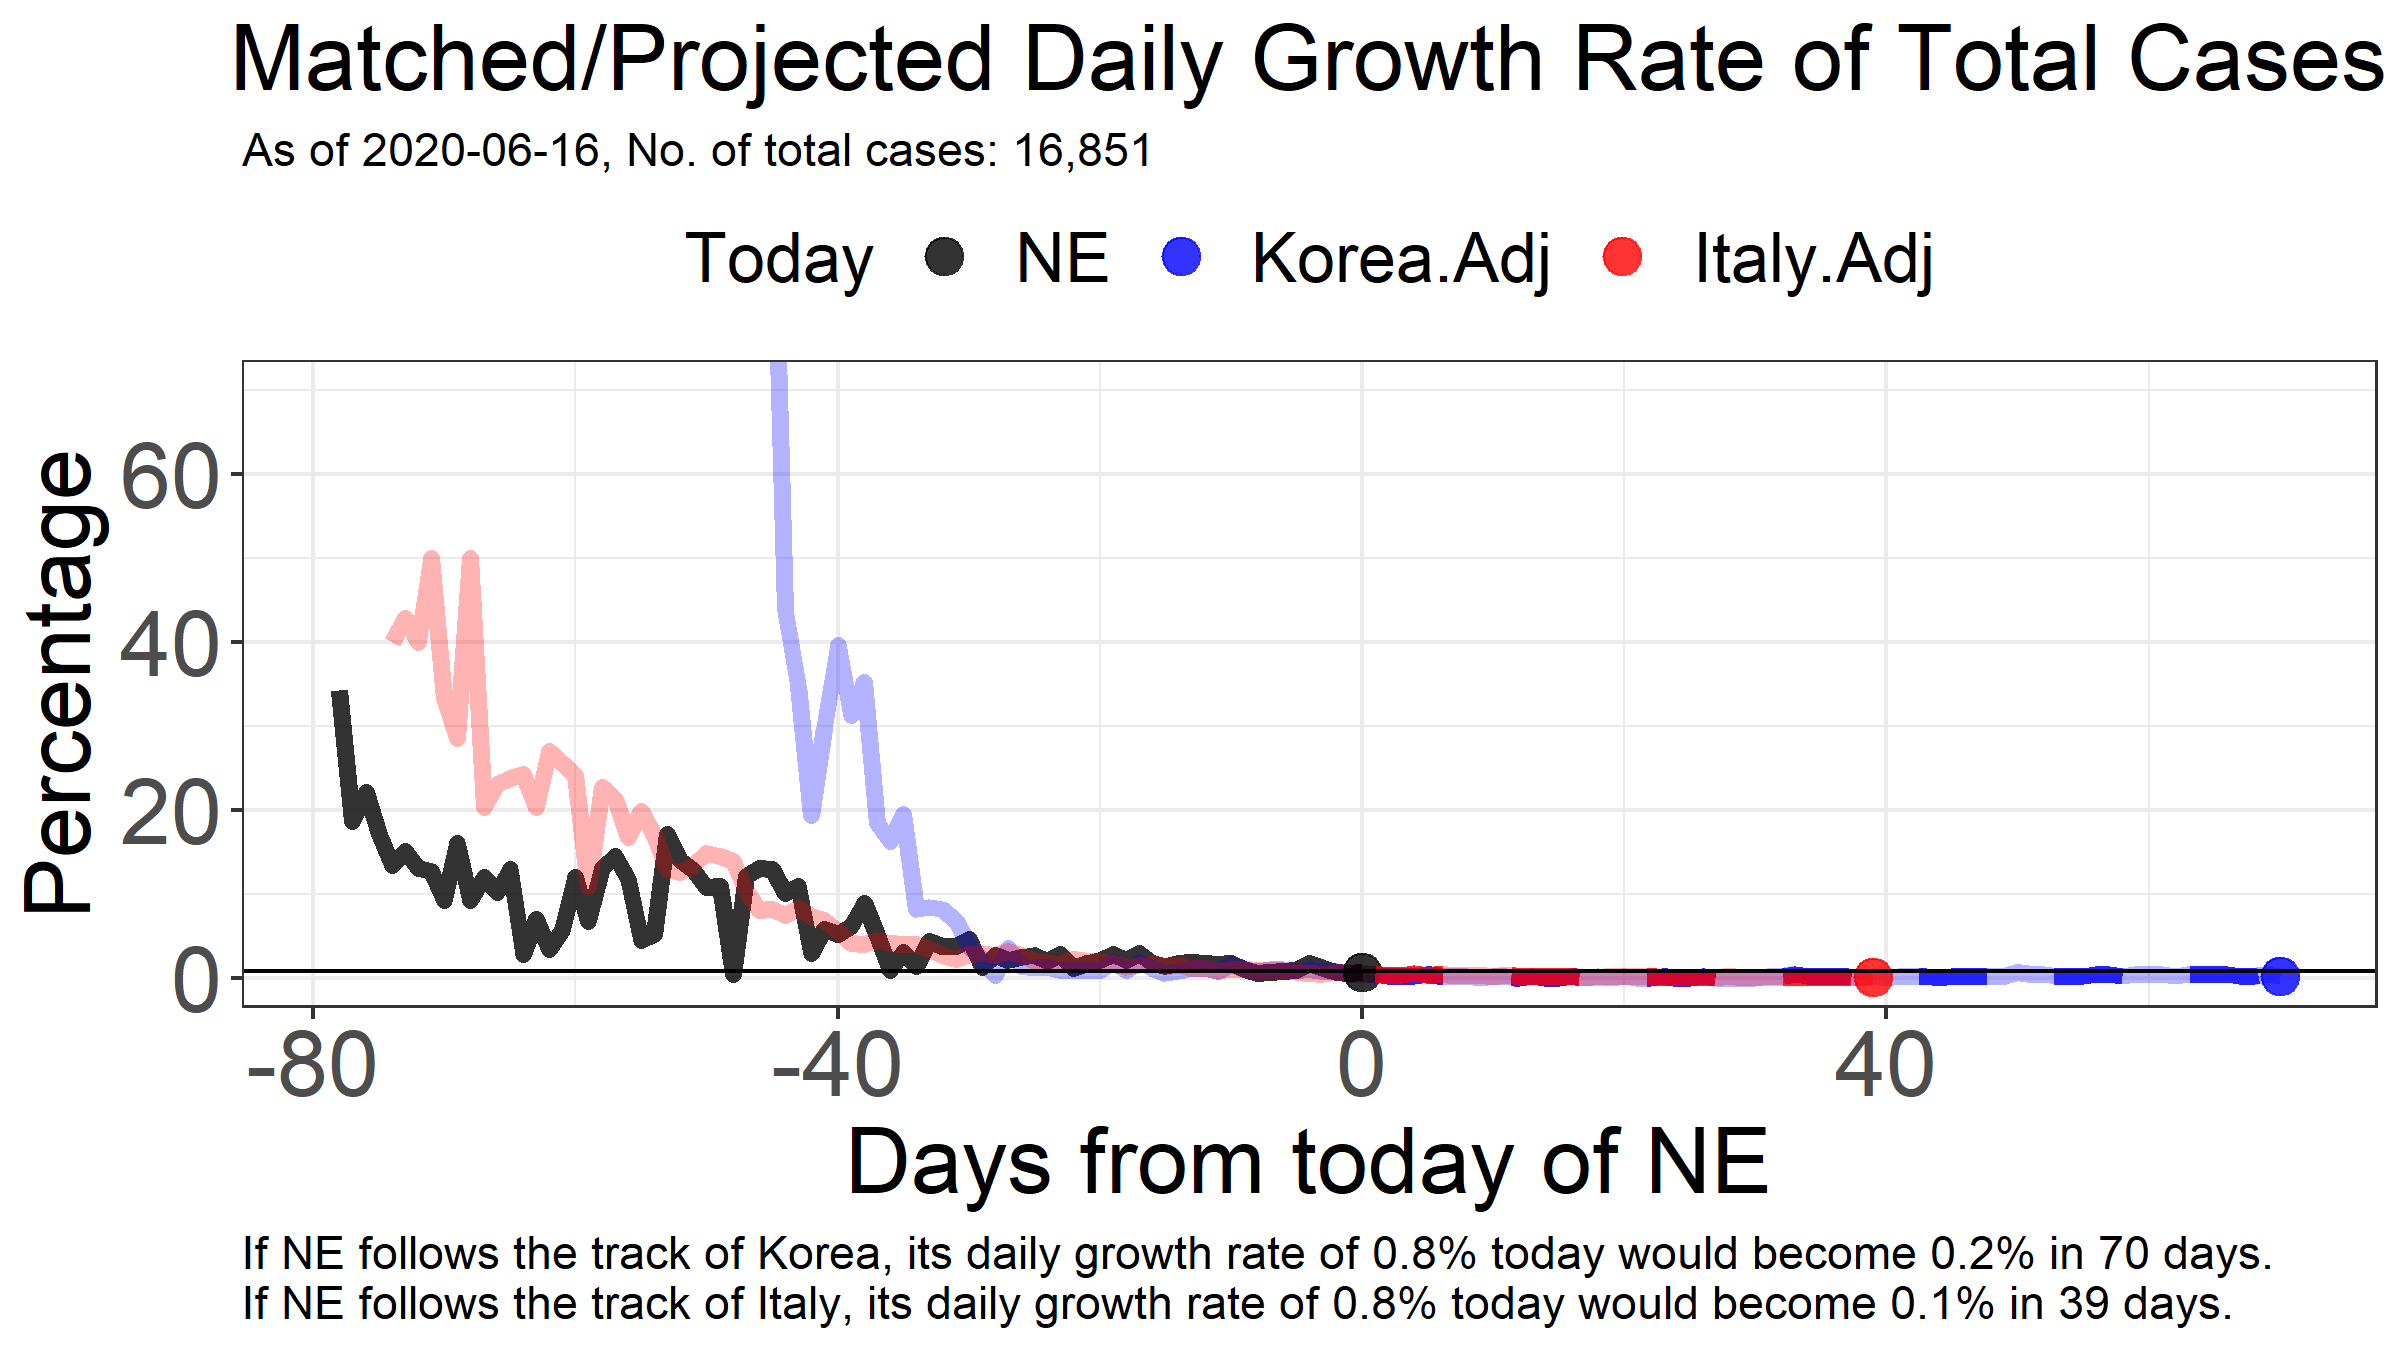 Matched/Projected Daily Growth Rate of Total Cases
As of 2020-06-16, No. of total cases: 16,851
Today NE Korea.Adj Italy.Adj
Percentage
60
40
20
0
-80 -40 0 40
Days from today of NE
If NE follows the track of Korea, its daily growth rate of 0.8% today would become 0.2% in 70 days.
If NE follows the track of Italy, its daily growth rate of 0.8% today would become 0.1% in 39 days.